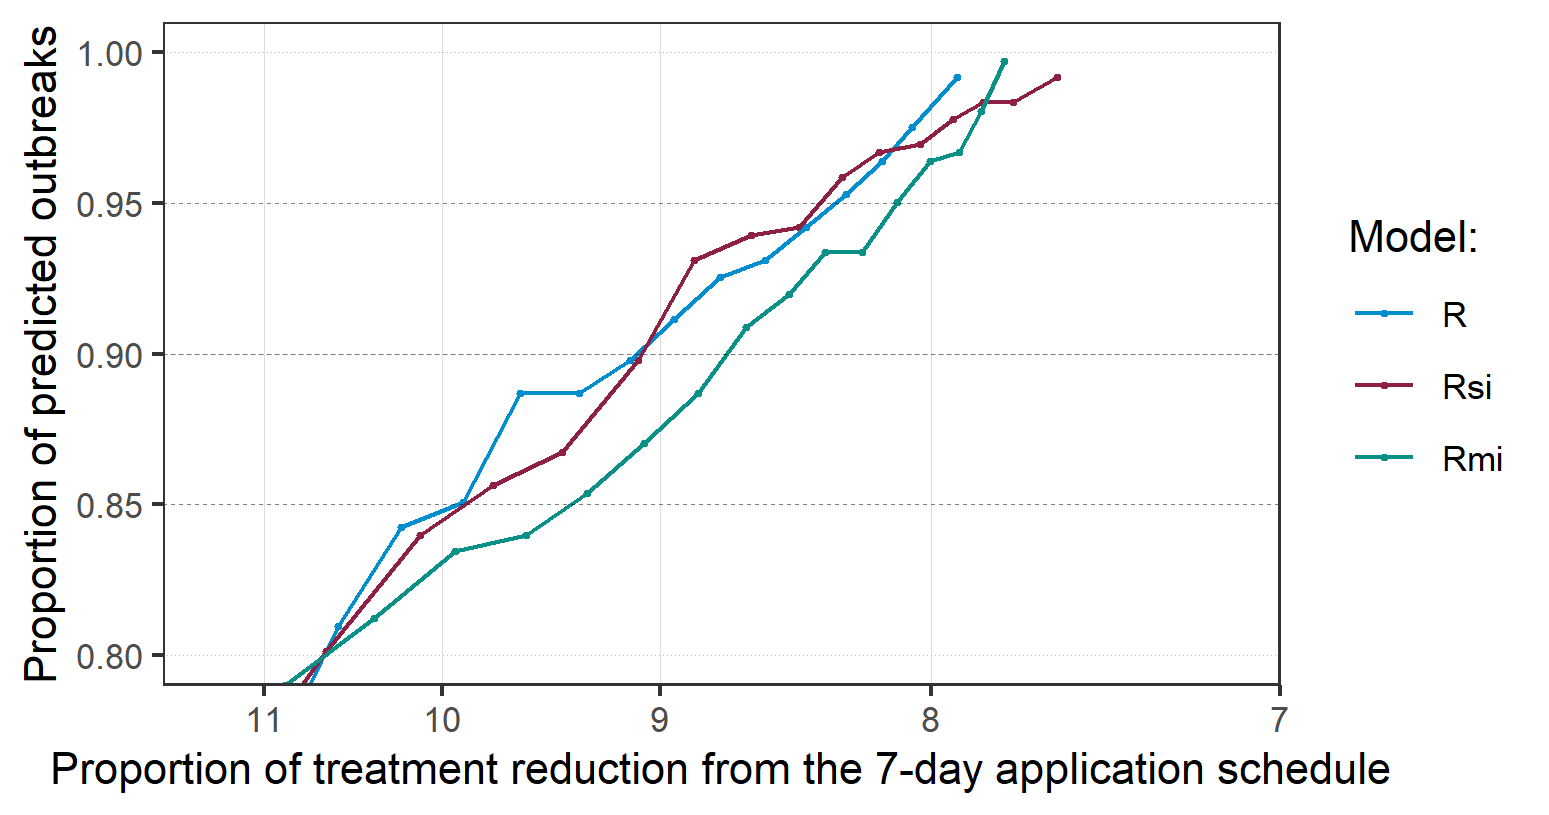 Proportion of predicted outbreaks
1.00
0.95
0.90
0.85
0.80
11 10 9 8 7
Proportion of treatment reduction from the 7-day application schedule
Model:
R
Rsi
Rmi